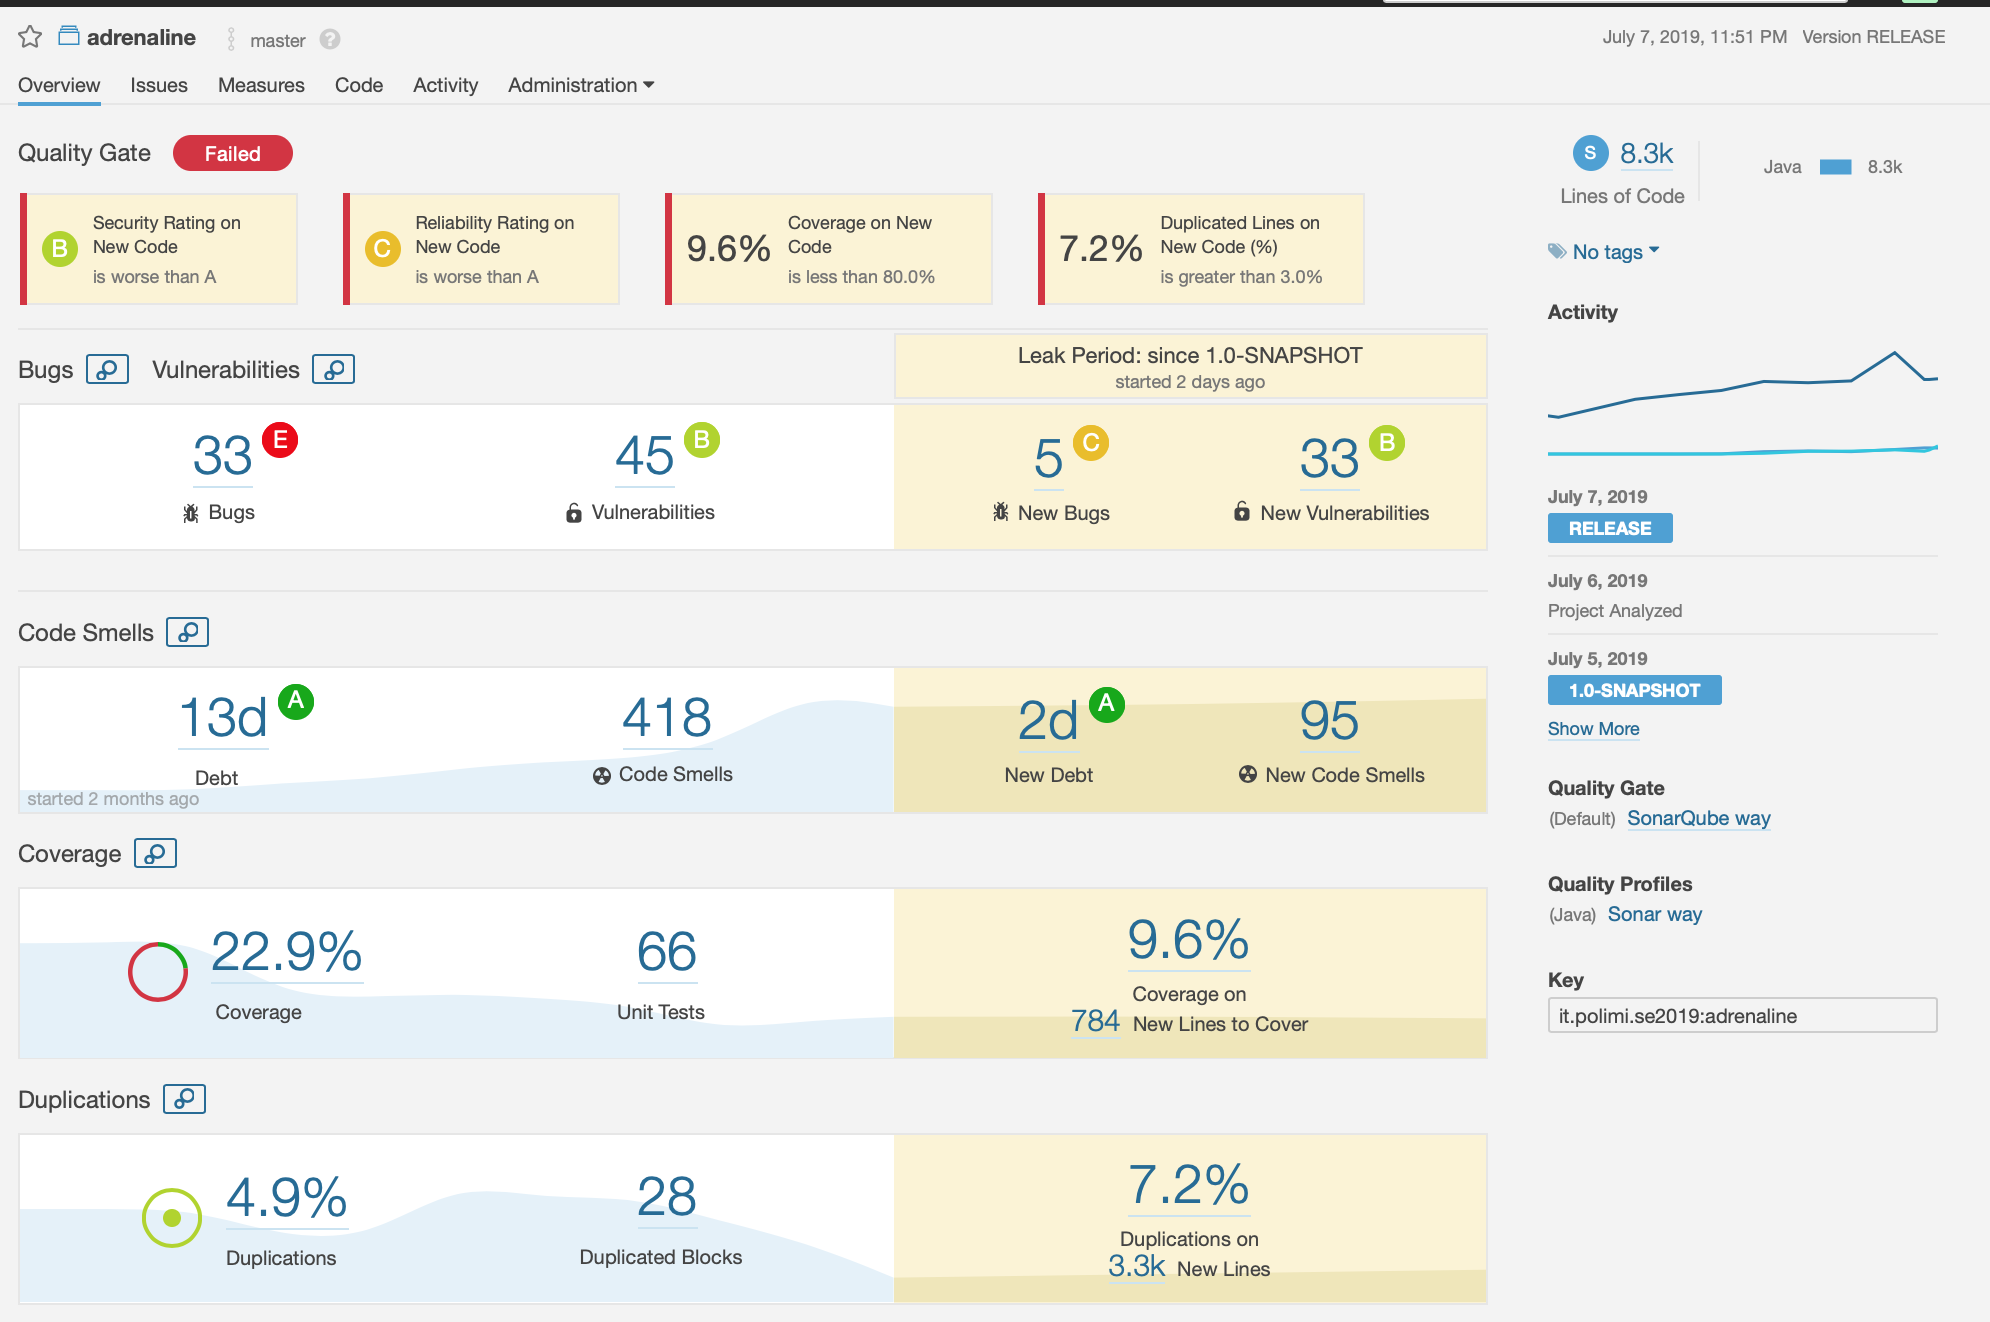 adrenaline
master ?
July 7, 2019, 11:51 PM Version RELEASE
Overview Issues Measures Code Activity Administration
Quality Gate Failed
B
Security Rating on
New Code
is worse than A
C
Reliability Rating on
New Code
is worse than A
9.6%
Coverage on New
Code
is less than 80.0%
7.2%
Duplicated Lines on
New Code (%)
is greater than 3.0%
Bugs Vulnerabilities
Leak Period: since 1.0-SNAPSHOT
started 2 days ago
33 E
Bugs
45 B
Vulnerabilities
5 C
New Bugs
33 B
New Vulnerabilities
Code Smells
13d A
Debt
started 2 months ago
418
Code Smells
2d A
New Debt
95
New Code Smells
Coverage
22.9%
Coverage
66
Unit Tests
9.6%
Coverage on
784 New Lines to Cover
Duplications
4.9%
Duplications
28
Duplicated Blocks
7.2%
Duplications on
3.3k New Lines
S 8.3k
Lines of Code
Java 8.3k
No tags
Activity
July 7, 2019
RELEASE
July 6, 2019
Project Analyzed
July 5, 2019
1.0-SNAPSHOT
Show More
Quality Gate
(Default) SonarQube way
Quality Profiles
(Java) Sonar way
Key
it.polimi.se2019:adrenaline